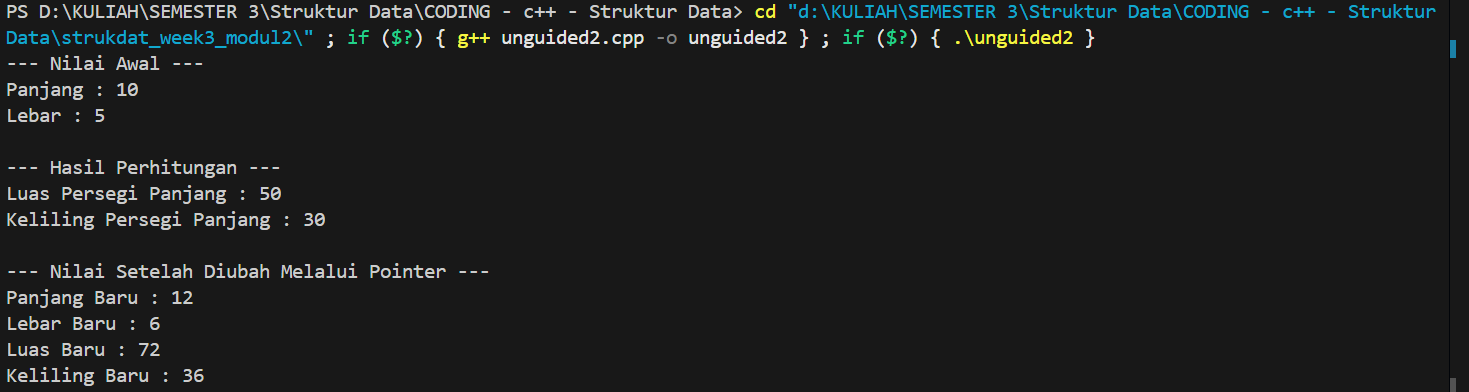 PS D:\KULIAH\SEMESTER 3\Struktur Data\CODING - c++ - Struktur Data> cd "d:\KULIAH\SEMESTER 3\Struktur Data\CODING - c++ - Struktur
Data\strukdat_week3_modul2\" ; if ($?) { g++ unguided2.cpp -o unguided2 } ; if ($?) { .\unguided2 }
--- Nilai Awal ---
Panjang : 10
Lebar : 5
--- Hasil Perhitungan ---
Luas Persegi Panjang : 50
Keliling Persegi Panjang : 30
--- Nilai Setelah Diubah Melalui Pointer ---
Panjang Baru : 12
Lebar Baru : 6
Luas Baru : 72
Keliling Baru : 36